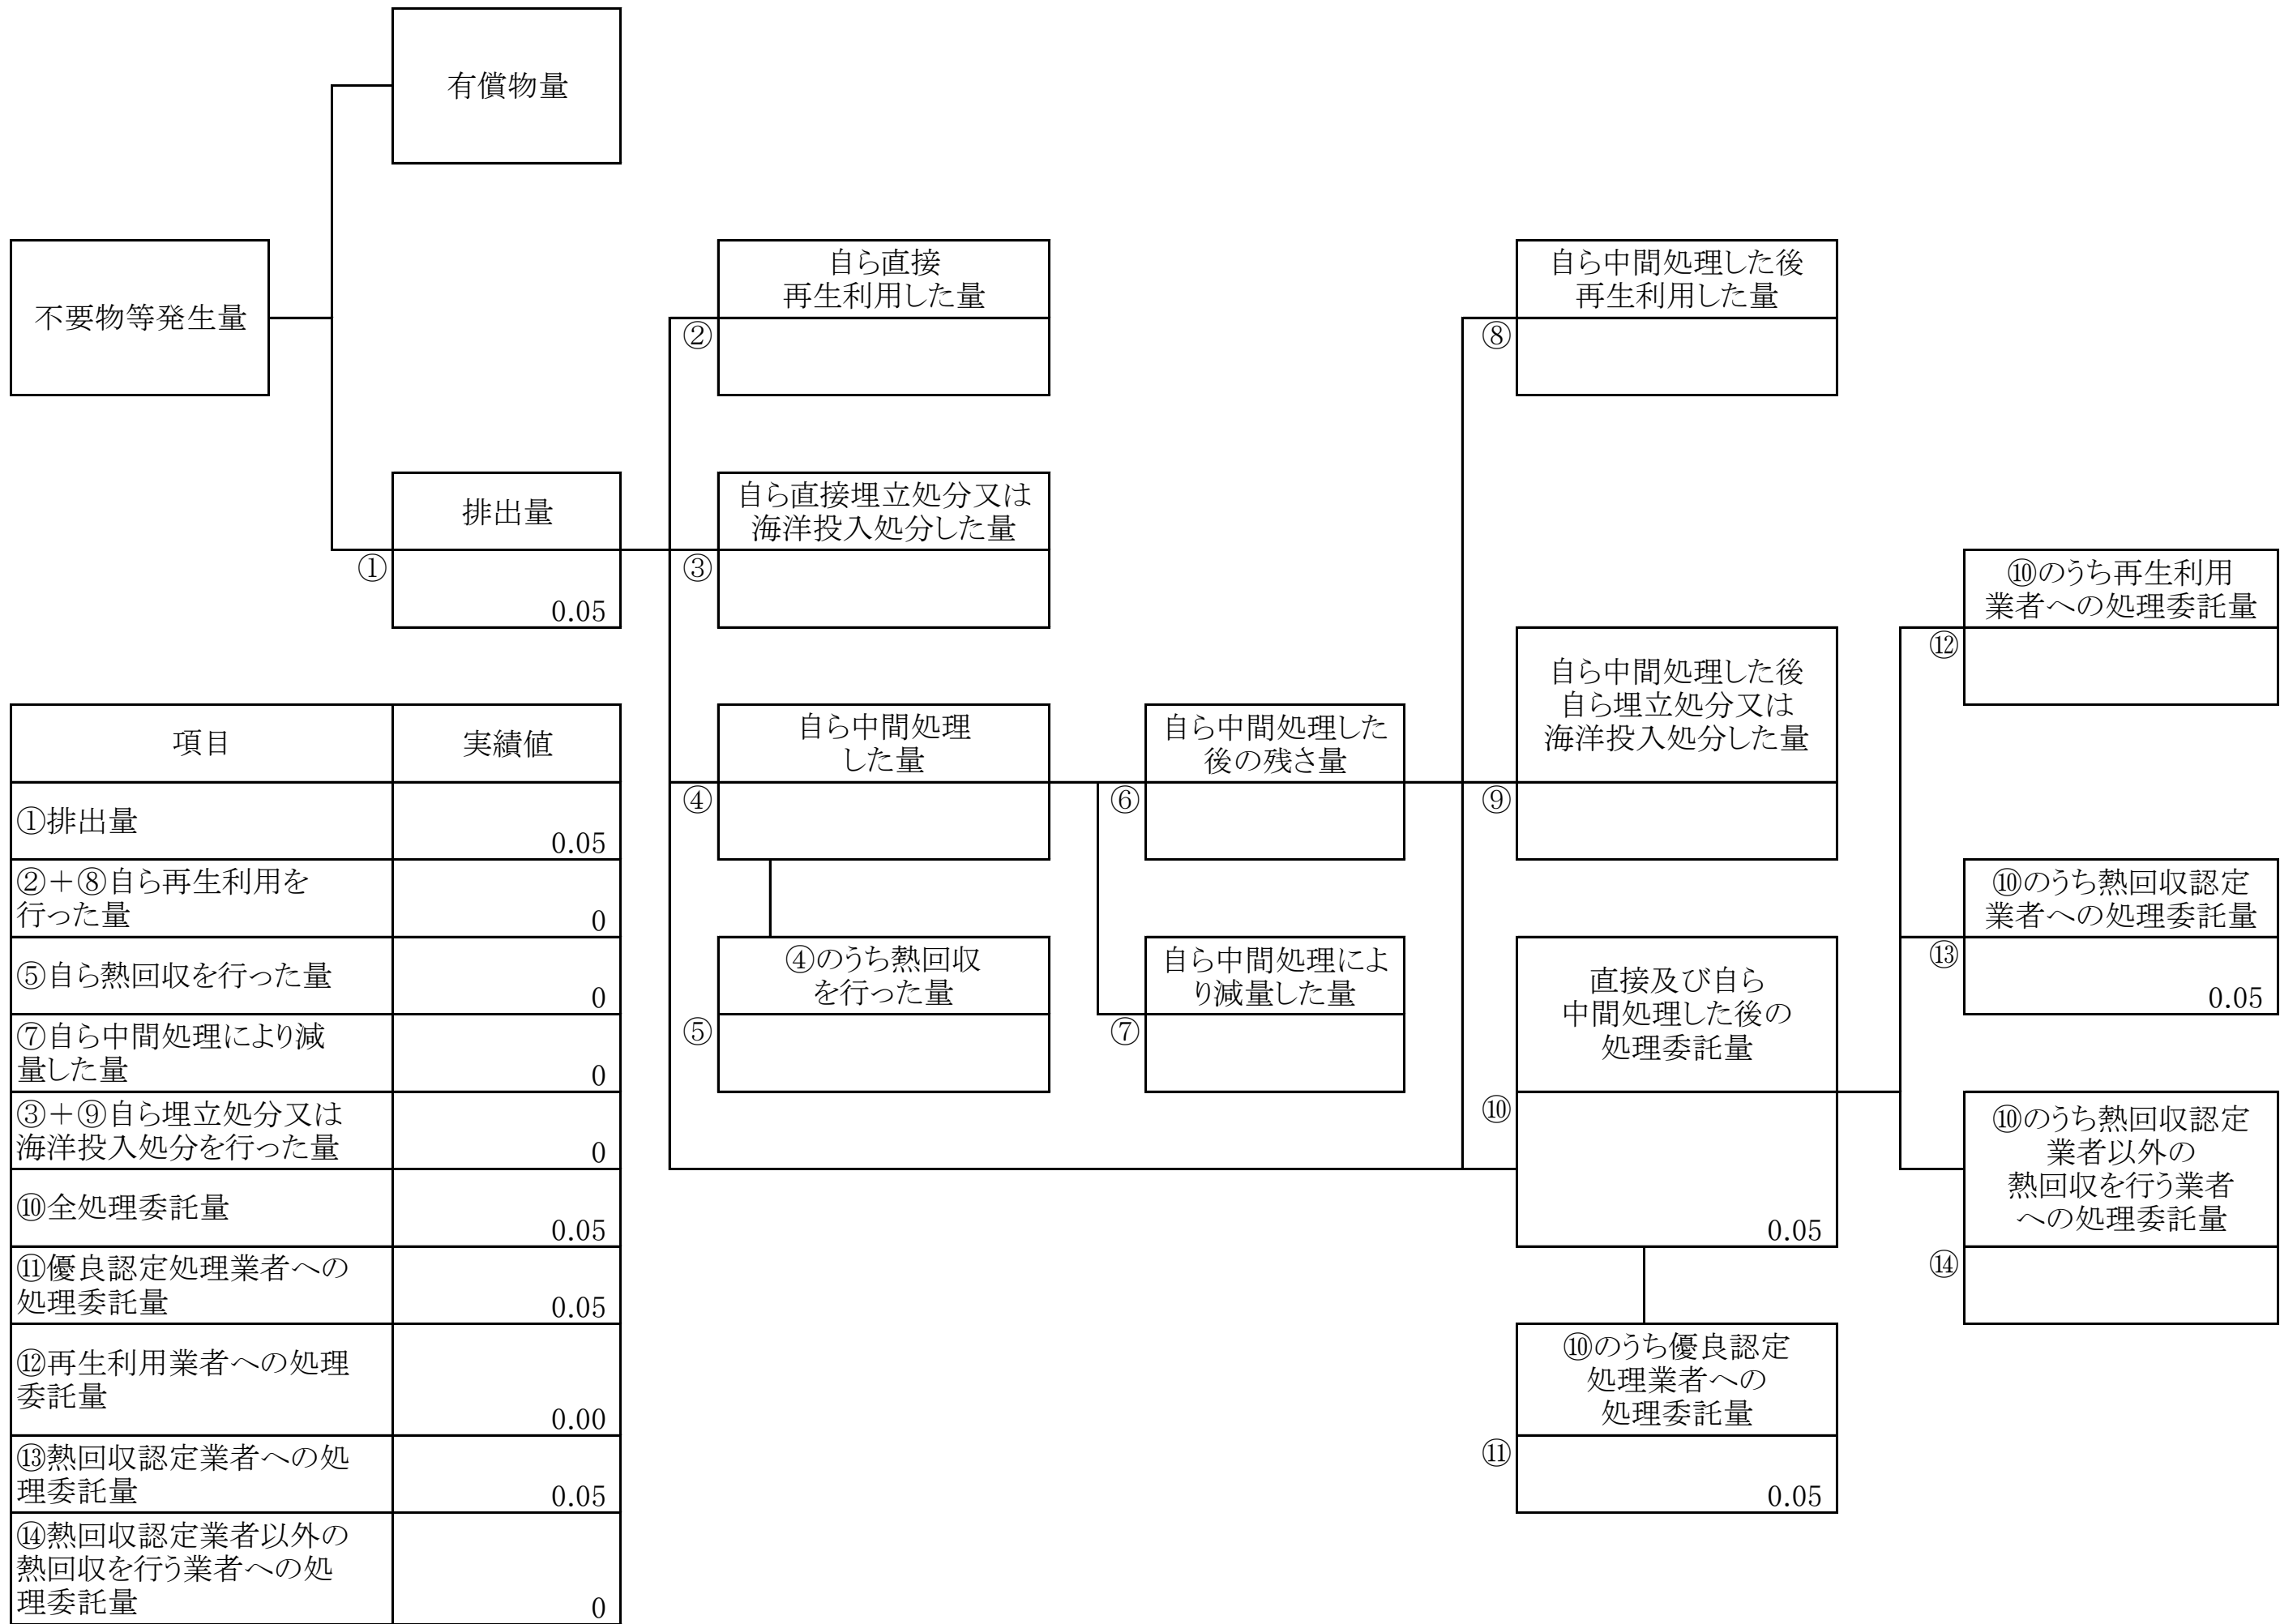 有償物量
不要物等発生量
自ら直接
再生利用した量
②
自ら中間処理した後
再生利用した量
⑧
排出量
①
0.05
自ら直接埋立処分又は
海洋投入処分した量
③
⑩のうち再生利用
業者への処理委託量
⑫
自ら中間処理した後
自ら埋立処分又は
海洋投入処分した量
⑨
自ら中間処理
した量
④
自ら中間処理した
後の残さ量
⑥
⑩のうち熱回収認定
業者への処理委託量
⑬
0.05
④のうち熱回収
を行った量
⑤
自ら中間処理によ
り減量した量
⑦
直接及び自ら
中間処理した後の
処理委託量
⑩
0.05
⑩のうち熱回収認定
業者以外の
熱回収を行う業者
への処理委託量
⑭
⑩のうち優良認定
処理業者への
処理委託量
⑪
0.05
項目
実績値
①排出量
0.05
②+⑧自ら再生利用を
行った量
0
⑤自ら熱回収を行った量
0
⑦自ら中間処理により減
量した量
0
③+⑨自ら埋立処分又は
海洋投入処分を行った量
0
⑩全処理委託量
0.05
⑪優良認定処理業者への
処理委託量
0.05
⑫再生利用業者への処理
委託量
0.00
⑬熱回収認定業者への処
理委託量
0.05
⑭熱回収認定業者以外の
熱回収を行う業者への処
理委託量
0